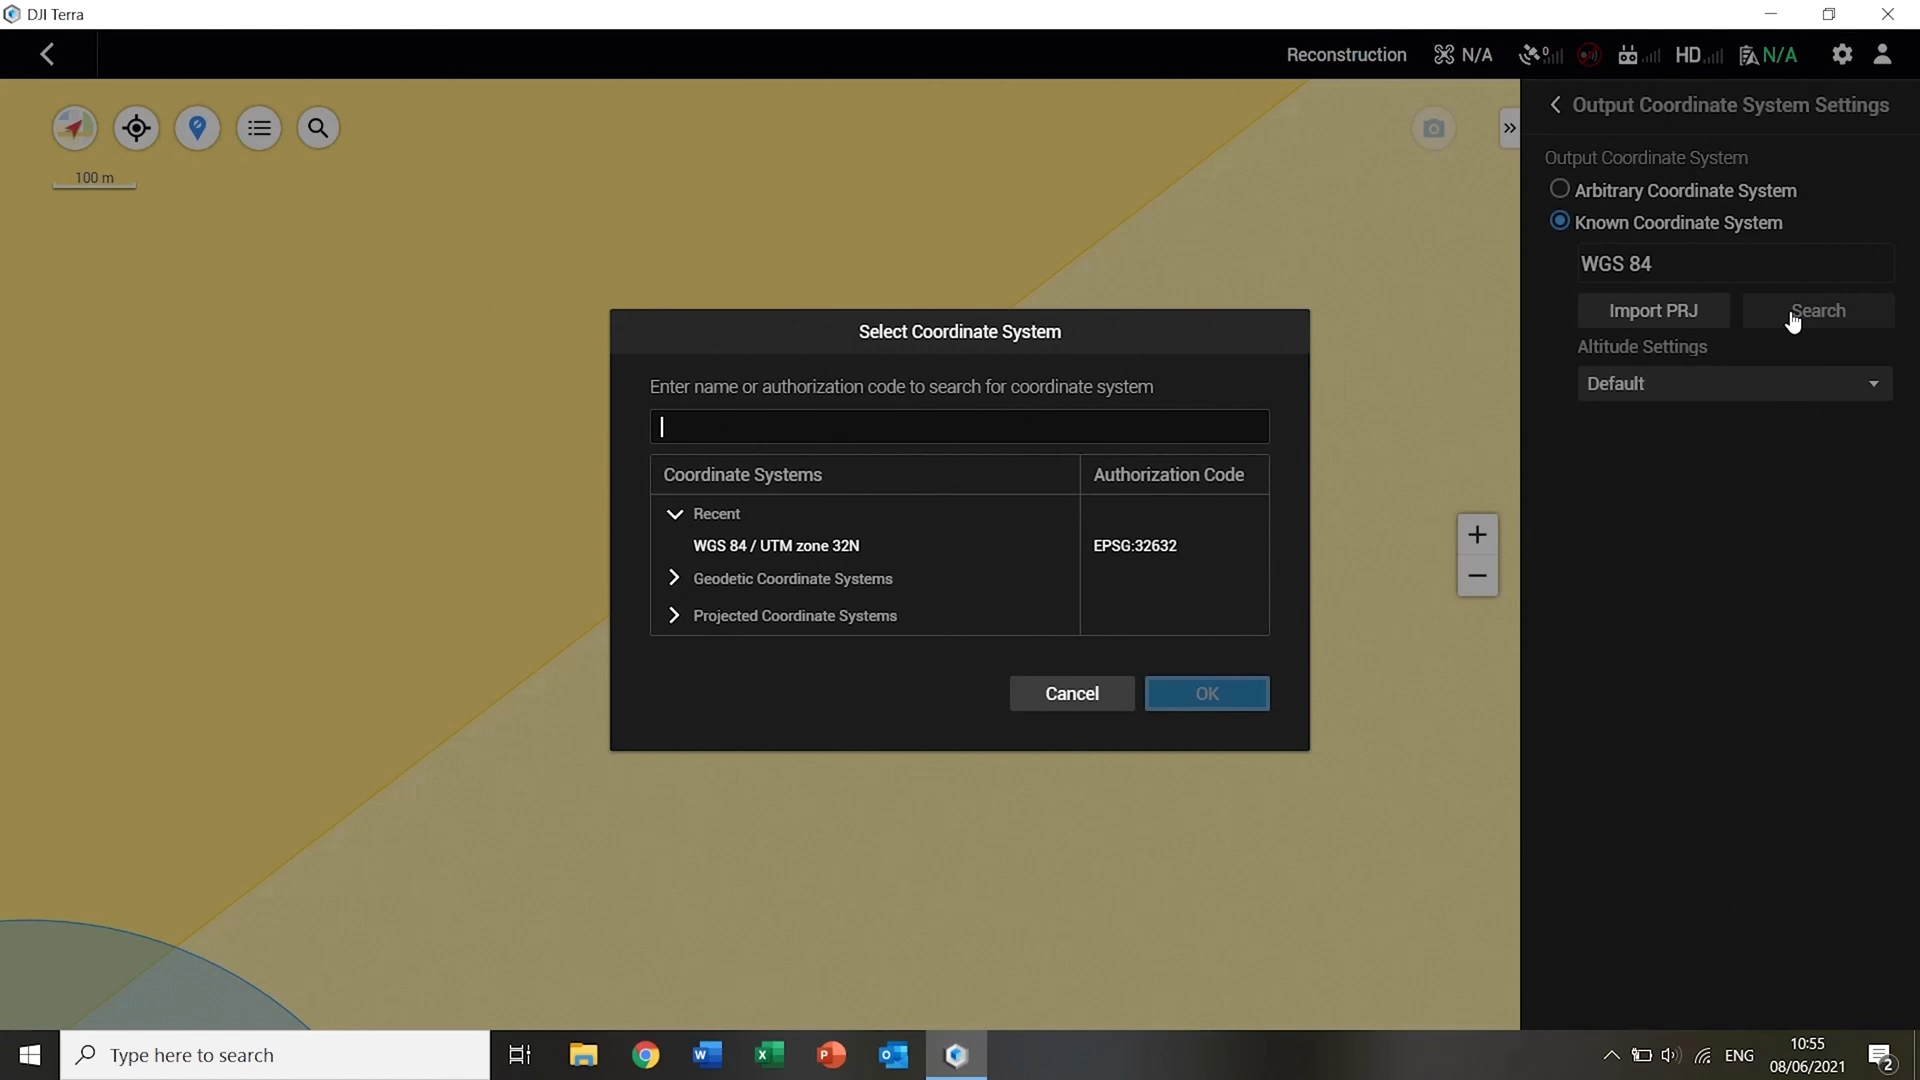 DJI Terra
Reconstruction
N/A
0
HD
N/A
100 m
Output Coordinate System Settings
Output Coordinate System
Arbitrary Coordinate System
Known Coordinate System
WGS 84
Import PRJ
Search
Altitude Settings
Default
Select Coordinate System
Enter name or authorization code to search for coordinate system
Coordinate Systems
Authorization Code
Recent
WGS 84 / UTM zone 32N
EPSG:32632
Geodetic Coordinate Systems
Projected Coordinate Systems
Cancel
OK
Type here to search
ENG
10:55
08/06/2021
2